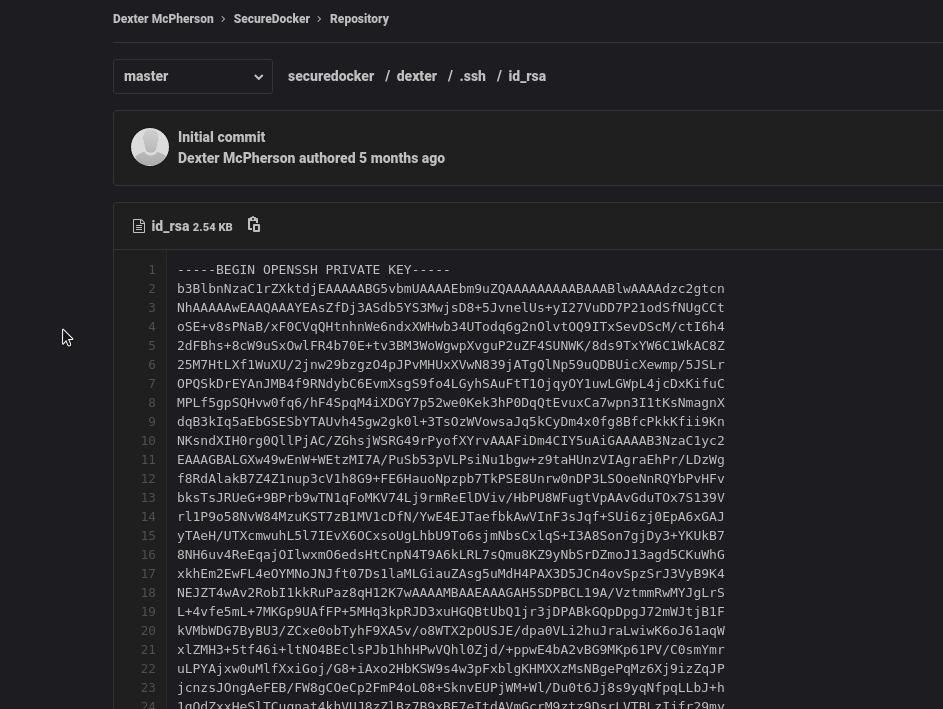 Dexter McPherson › SecureDocker › Repository
master
securedocker / dexter / .ssh / id_rsa
Initial commit
Dexter McPherson authored 5 months ago
id_rsa 2.54 KB
1 -----BEGIN OPENSSH PRIVATE KEY-----
2 b3BlbnNzaC1rZXktdjEAAAAABG5vbmUAAAAEbm9uZQAAAAAAAAABAAABlwAAAAdzc2gtcn
3 NhAAAAAwEAAQAAAYEAsZfDj3ASdb5YS3MwjsD8+5JvnelUs+yI27VuDD7P21odSfNUgCCt
4 oSE+v8sPNaB/xF0CVqQHtnhnWe6ndxXWHwb34UTodq6g2nOlvtOQ9ITxSevDScM/ctI6h4
5 2dFBhs+8cW9uSxOwlFR4b70E+tv3BM3WoWgwpXvguP2uZF4SUNWK/8ds9TxYW6C1WkAC8Z
6 25M7HtLXf1WuXU/2jnw29bzgzO4pJPvMHUxXVwN839jATgQlNp59uQDBUicXewmp/5JSLr
7 OPQSkDrEYAnJMB4f9RNdybC6EvmXsgS9fo4LGyhSAuFtT1OjqyOY1uwLGWpL4jcDxKifuC
8 MPLf5gpSQHvw0fq6/hF4SpqM4iXDGY7p52we0Kek3hP0DqQtEvuxCa7wpn3I1tKsNmagnX
9 dqB3kIq5aEbGSESbYTAUvh45gw2gk0l+3TsOzWVowsaJq5kCyDm4x0fg8BfcPkkKfii9Kn
10 NKsndXIH0rg0QllPjAC/ZGhsjWSRG49rPyofXYrvAAAFiDm4CIY5uAiGAAAAB3NzaC1yc2
11 EAAAGBALGXw49wEnW+WEtzMI7A/PuSb53pVLPsiNu1bgw+z9taHUnzVIAgraEhPr/LDzWg
12 f8RdAlakB7Z4Z1nup3cV1h8G9+FE6HauoNpzpb7TkPSE8Unrw0nDP3LSOoeNnRQYbPvHFv
13 bksTsJRUeG+9BPrb9wTN1qFoMKV74Lj9rmReElDViv/HbPU8WFugtVpAAvGduTOx7S139V
14 rl1P9o58NvW84MzuKST7zB1MV1cDfN/YwE4EJTaefbkAwVInF3sJqf+SUi6zj0EpA6xGAJ
15 yTAeH/UTXcmwuhL5l7IEvX6OCxsoUgLhbU9To6sjmNbsCxlqS+I3A8Son7gjDy3+YKUkB7
16 8NH6uv4ReEqajOIlwxmO6edsHtCnpN4T9A6kLRL7sQmu8KZ9yNbSrDZmoJ13agd5CKuWhG
17 xkhEm2EwFL4eOYMNoJNJft07Ds1laMLGiauZAsg5uMdH4PAX3D5JCn4ovSpzSrJ3VyB9K4
18 NEJZT4wAv2RobI1kkRuPaz8qH12K7wAAAAMBAAEAAAGAH5SDPBCL19A/VztmmRwMYJgLrS
19 L+4vfe5mL+7MKGp9UAfFP+5MHq3kpRJD3xuHGQBtUbQ1jr3jDPABkGQpDpgJ72mWJtjB1F
20 kVMbWDG7ByBU3/ZCxe0obTyhF9XA5v/o8WTX2pOUSJE/dpa0VLi2huJraLwiwK6oJ61aqW
21 xlZMH3+5tf46i+ltNO4BEclsPJb1hhHPwVQhl0Zjd/+ppwE4bA2vBG9MKp61PV/C0smYmr
22 uLPYAjxw0uMlfXxiGoj/G8+iAxo2HbKSW9s4w3pFxblgKHMXXzMsNBgePqMz6Xj9izZqJP
23 jcnzsJOngAeFEB/FW8gCOeCp2FmP4oL08+SknvEUPjWM+Wl/Du0t6Jj8s9yqNfpqLLbJ+h